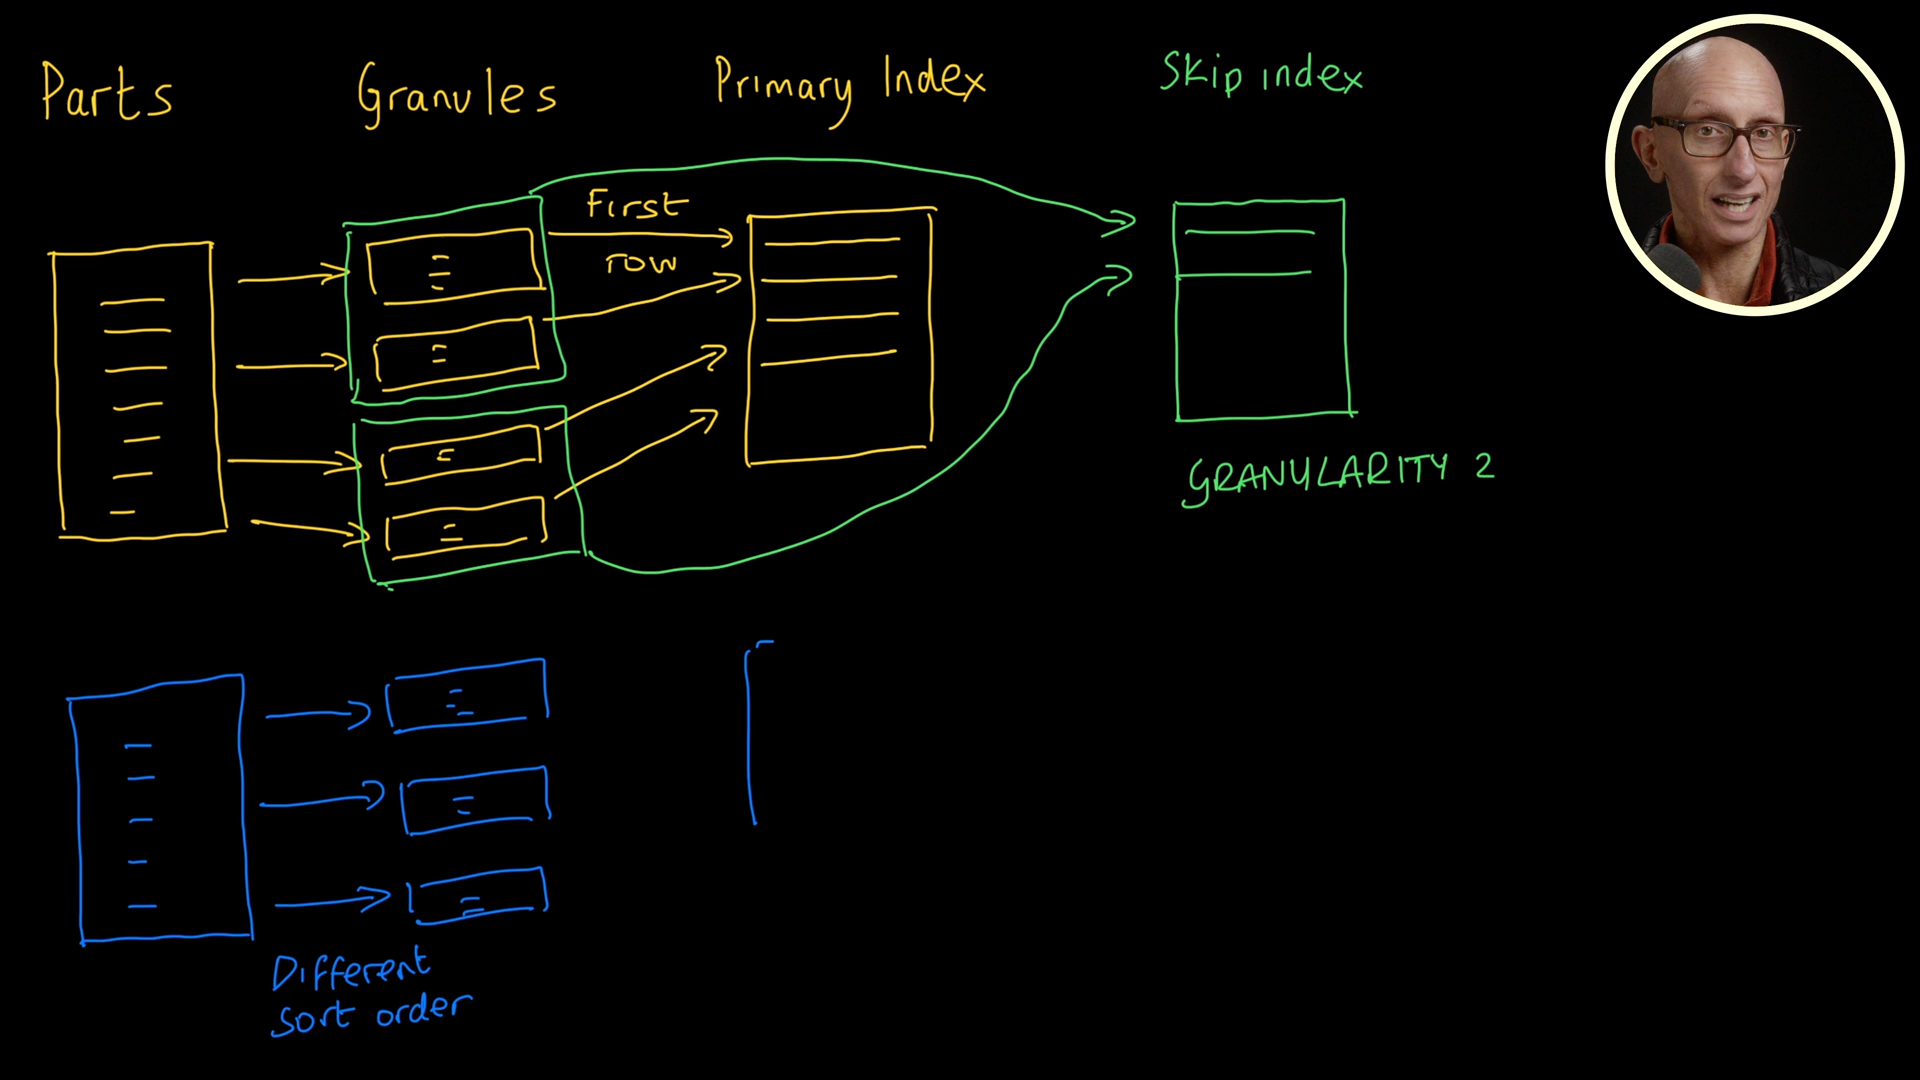 Parts
Granules
Primary Index
Skip index
First
row
GRANULARITY 2
Different
sort order